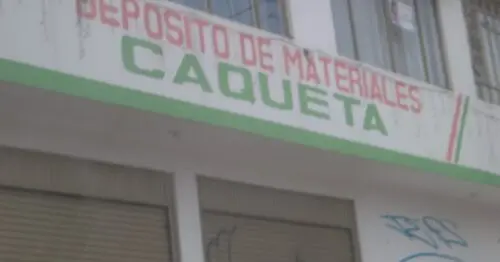 DEPOSITO DE MATERIALES
CAQUETA